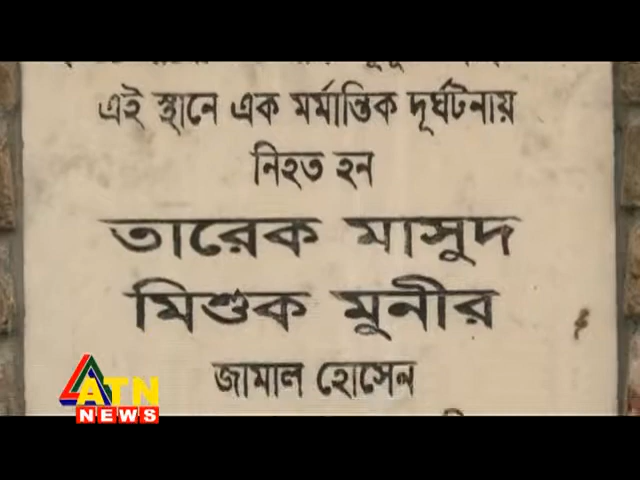 এই স্থানে এক মর্মান্তিক দূর্ঘটনায়
নিহত হন
তারেক মাসুদ
মিশুক মুনীর
জামাল হোসেন
ATN
NEWS